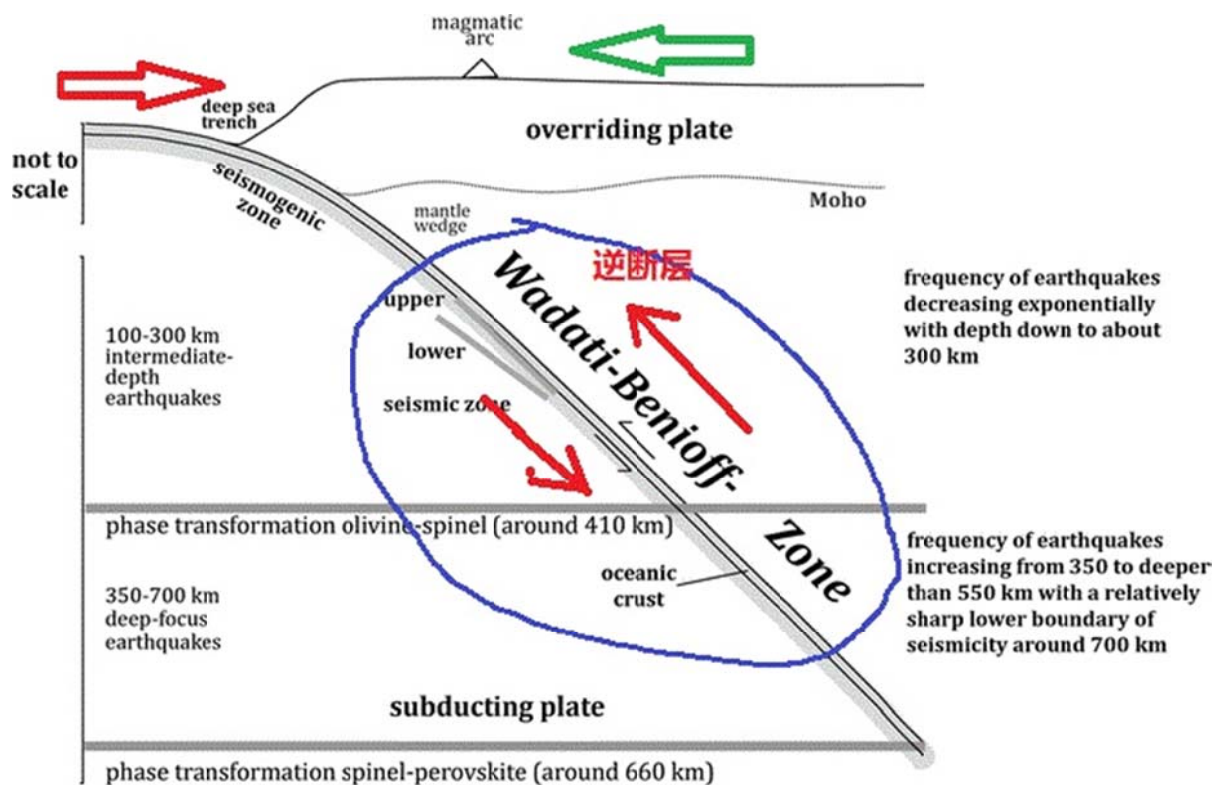 magmatic
arc
deep sea
trench
overriding plate
not to
scale
seismogenic
zone
Moho
mantle
wedge
逆断层
Wadati-Benioff-
Zone
upper
lower
seismic zone
100-300 km
intermediate-
depth
earthquakes
frequency of earthquakes
decreasing exponentially
with depth down to about
300 km
phase transformation olivine-spinel (around 410 km)
oceanic
crust
350-700 km
deep-focus
earthquakes
frequency of earthquakes
increasing from 350 to deeper
than 550 km with a relatively
sharp lower boundary of
seismicity around 700 km
subducting plate
phase transformation spinel-perovskite (around 660 km)